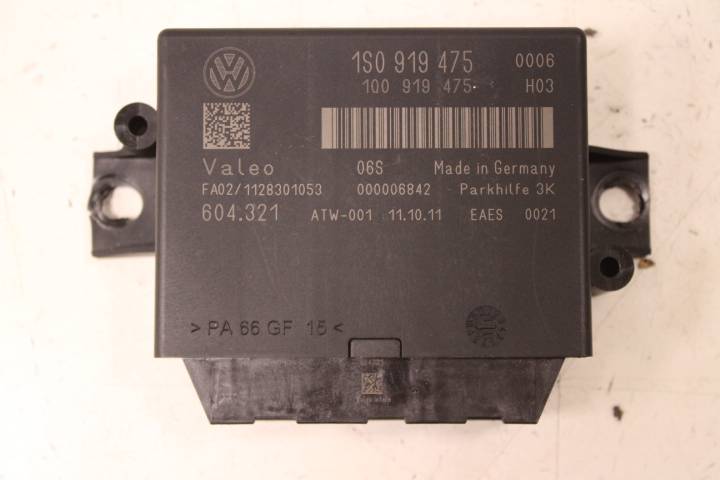 1S0 919 475 0006
1Q0 919 475 H03
Valeo 06S Made in Germany
FA02/1128301053 000006842 Parkhilfe 3K
604.321 ATW-001 11.10.11 EAES 0021
>PA 66 GF 15<